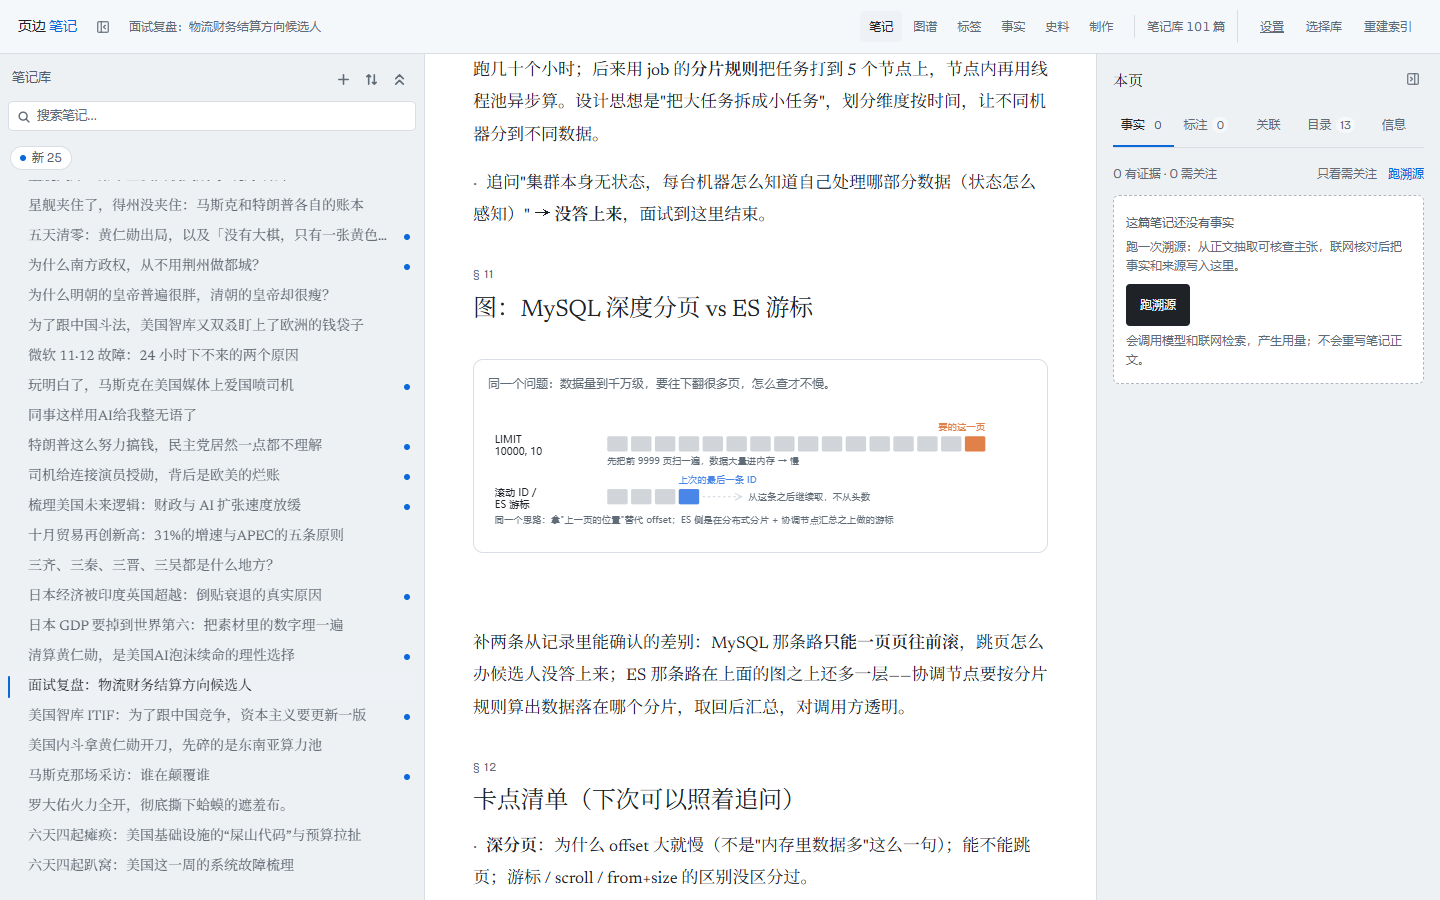 页边 笔记
面试复盘：物流财务结算方向候选人
笔记 图谱 标签 事实 史料 制作 笔记库 101 篇 设置 选择库 重建索引
笔记库
搜索笔记...
新 25
星舰夹住了，得州没夹住：马斯克和特朗普各自的账本
五天清零：黄仁勋出局，以及「没有大棋，只有一张黄色...
为什么南方政权，从不用荆州做都城？
为什么明朝的皇帝普遍很胖，清朝的皇帝却很瘦？
为了跟中国斗法，美国智库又双叒盯上了欧洲的钱袋子
微软 11·12 故障：24 小时下不来的两个原因
玩明白了，马斯克在美国媒体上爱国喷司机
同事这样用AI给我整无语了
特朗普这么努力搞钱，民主党居然一点都不理解
司机给连接演员授勋，背后是欧美的烂账
梳理美国未来逻辑：财政与 AI 扩张速度放缓
十月贸易再创新高：31%的增速与APEC的五条原则
三齐、三秦、三晋、三吴都是什么地方？
日本经济被印度英国超越：倒贴衰退的真实原因
日本 GDP 要掉到世界第六：把素材里的数字理一遍
清算黄仁勋，是美国AI泡沫续命的理性选择
面试复盘：物流财务结算方向候选人
美国智库 ITIF：为了跟中国竞争，资本主义要更新一版
美国内斗拿黄仁勋开刀，先碎的是东南亚算力池
马斯克那场采访：谁在颠覆谁
罗大佑火力全开，彻底撕下蛤蟆的遮羞布。
六天四起瘫痪：美国基础设施的“屎山代码”与预算拉扯
六天四起趴窝：美国这一周的系统故障梳理
跑几十个小时；后来用 job 的分片规则把任务打到 5 个节点上，节点内再用线
程池异步算。设计思想是"把大任务拆成小任务"，划分维度按时间，让不同机
器分到不同数据。
· 追问"集群本身无状态，每台机器怎么知道自己处理哪部分数据（状态怎么
感知）" → 没答上来，面试到这里结束。
§ 11
图：MySQL 深度分页 vs ES 游标
同一个问题：数据量到千万级，要往下翻很多页，怎么查才不慢。
要的这一页
LIMIT
10000, 10
先把前 9999 页扫一遍，数据大量进内存 → 慢
上次的最后一条 ID
滚动 ID /
ES 游标
从这条之后继续取，不从头数
同一个思路：拿"上一页的位置"替代 offset；ES 侧是在分布式分片 + 协调节点汇总之上做的游标
补两条从记录里能确认的差别：MySQL 那条路只能一页页往前滚，跳页怎么
办候选人没答上来；ES 那条路在上面的图之上还多一层——协调节点要按分片
规则算出数据落在哪个分片，取回后汇总，对调用方透明。
§ 12
卡点清单（下次可以照着追问）
· 深分页：为什么 offset 大就慢（不是"内存里数据多"这么一句）；能不能跳
页；游标 / scroll / from+size 的区别没区分过。
本页
事实 0 标注 0 关联 目录 13 信息
0 有证据 · 0 需关注 只看需关注 跑溯源
这篇笔记还没有事实
跑一次溯源：从正文抽取可核查主张，联网核对后把
事实和来源写入这里。
跑溯源
会调用模型和联网检索，产生用量；不会重写笔记正
文。